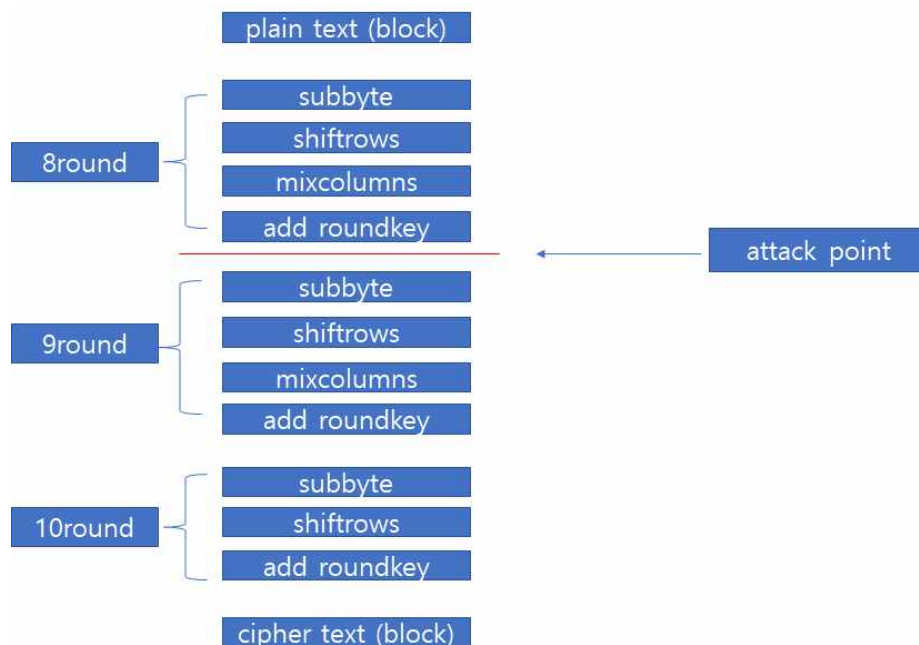 plain text (block)
subbyte
shiftrows
8round
mixcolumns
add roundkey
attack point
subbyte
shiftrows
9round
mixcolumns
add roundkey
subbyte
10round
shiftrows
add roundkey
cipher text (block)